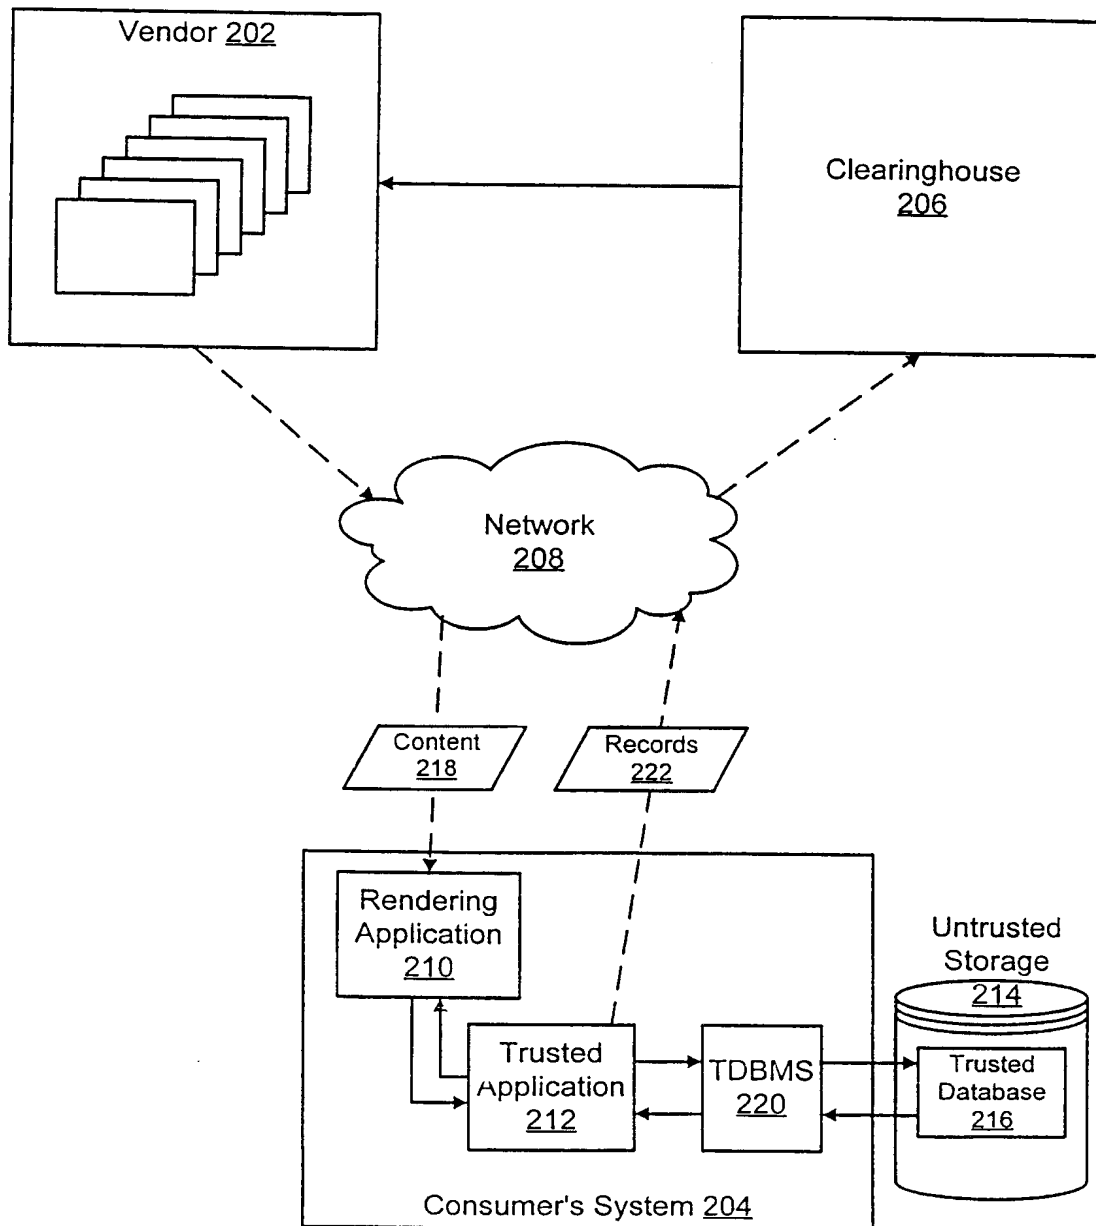 Vendor 202
Clearinghouse
206
Network
208
Content
218
Records
222
Rendering
Application
210
Untrusted
Storage
214
Trusted
Application
212
TDBMS
220
Trusted
Database
216
Consumer's System 204